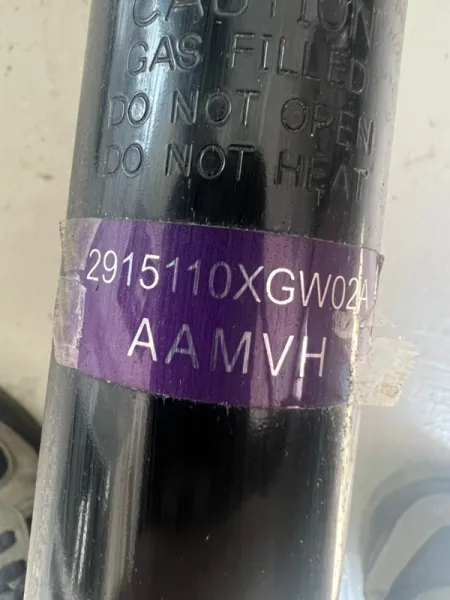 CAUTION
GAS FILLED
DO NOT OPEN
DO NOT HEAT
2915110XGW02A
AAMVH